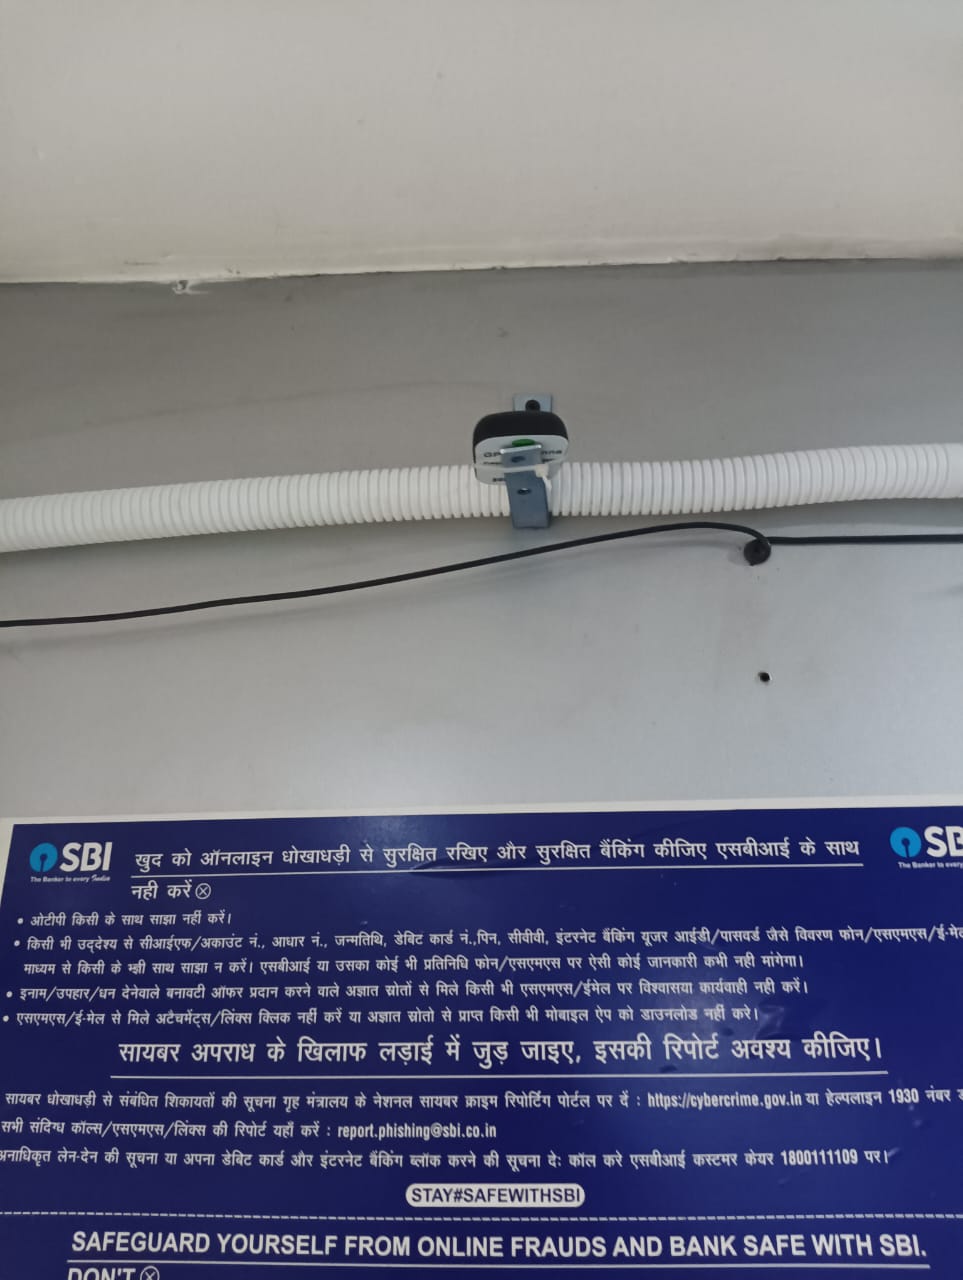 SBI
The Banker to every Indian
खुद को ऑनलाइन धोखाधड़ी से सुरक्षित रखिए और सुरक्षित बैंकिंग कीजिए एसबीआई के साथ
SB
The Bank
नही करें
• ओटीपी किसी के साथ साझा नहीं करें।
• किसी भी उद्देश्य से सीआईएफ/अकाउंट नं., आधार नं., जन्मतिथि, डेबिट कार्ड नं.,पिन, सीवीवी, इंटरनेट बैंकिंग यूजर आईडी/पासवर्ड जैसे विवरण फोन/एसएमएस/ई-मेल
माध्यम से किसी के भी साथ साझा न करें। एसबीआई या उसका कोई भी प्रतिनिधि फोन/एसएमएस पर ऐसी कोई जानकारी कभी नही मांगेगा।
• इनाम/उपहार/धन देनेवाले बनावटी ऑफर प्रदान करने वाले अज्ञात स्रोतों से मिले किसी भी एसएमएस/ईमेल पर विश्वासया कार्यवाही नही करें।
• एसएमएस/ई-मेल से मिले अटैचमेंट्स/लिंक्स क्लिक नहीं करें या अज्ञात स्रोतो से प्राप्त किसी भी मोबाइल ऐप को डाउनलोड नहीं करे।
सायबर अपराध के खिलाफ लड़ाई में जुड़ जाइए, इसकी रिपोर्ट अवश्य कीजिए।
सायबर धोखाधड़ी से संबंधित शिकायतों की सूचना गृह मंत्रालय के नेशनल सायबर क्राइम रिपोर्टिंग पोर्टल पर दें : https://cybercrime.gov.in या हेल्पलाइन 1930 नंबर
सभी संदिग्ध कॉल्स/एसएमएस/लिंक्स की रिपोर्ट यहाँ करें : report.phishing@sbi.co.in
अनाधिकृत लेन-देन की सूचना या अपना डेबिट कार्ड और इंटरनेट बैंकिंग ब्लॉक करने की सूचना दे: कॉल करे एसबीआई कस्टमर केयर 1800111109 पर।
STAY#SAFEWITHSBI
SAFEGUARD YOURSELF FROM ONLINE FRAUDS AND BANK SAFE WITH SBI.
DON'T